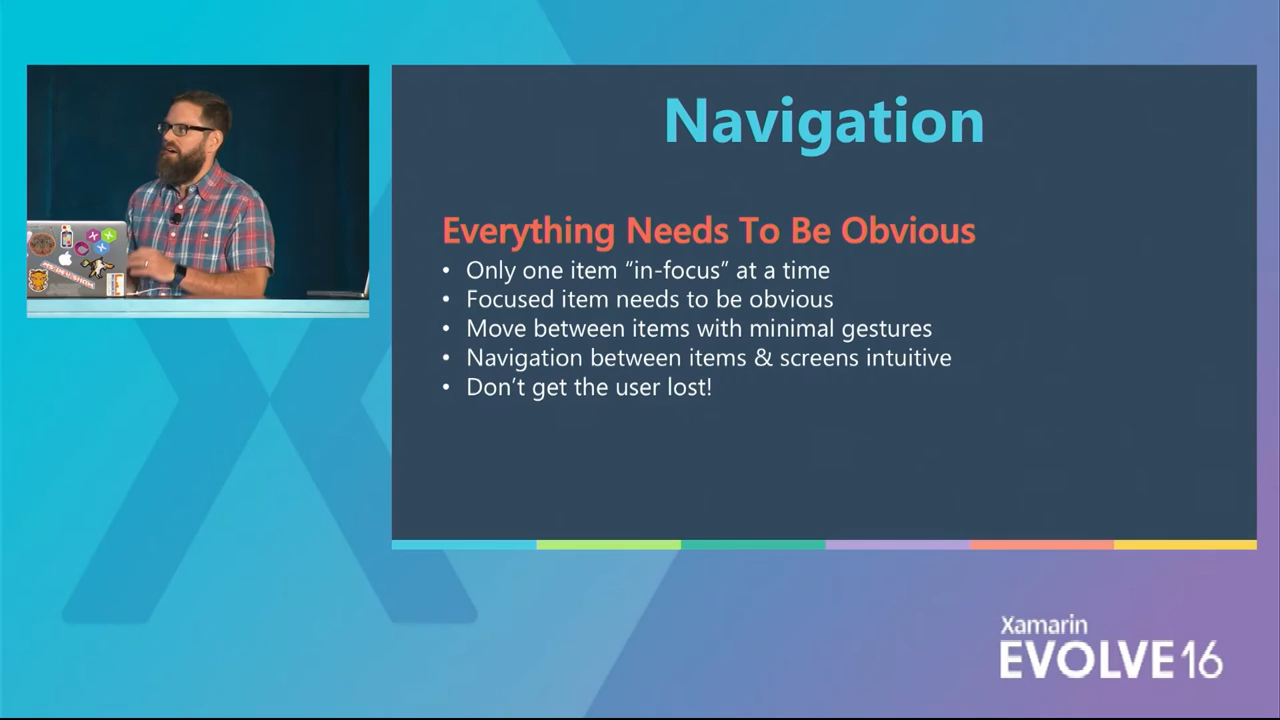 Navigation
Everything Needs To Be Obvious
• Only one item “in-focus” at a time
• Focused item needs to be obvious
• Move between items with minimal gestures
• Navigation between items & screens intuitive
• Don’t get the user lost!
Xamarin
EVOLVE16